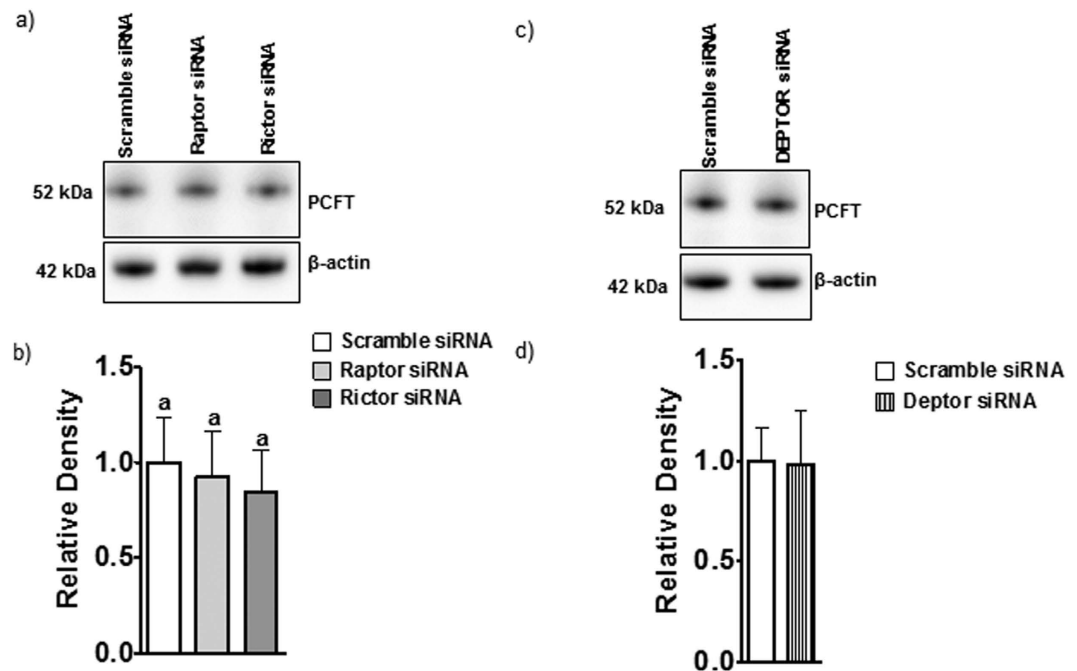 a)
Scramble siRNA
Raptor siRNA
Rictor siRNA
52 kDa
PCFT
42 kDa
β-actin
b)
Scramble siRNA
Raptor siRNA
Rictor siRNA
Relative Density
1.5
1.0
0.5
0.0
a
a
a
c)
Scramble siRNA
DEPTOR siRNA
52 kDa
PCFT
42 kDa
β-actin
d)
Scramble siRNA
Deptor siRNA
Relative Density
1.5
1.0
0.5
0.0